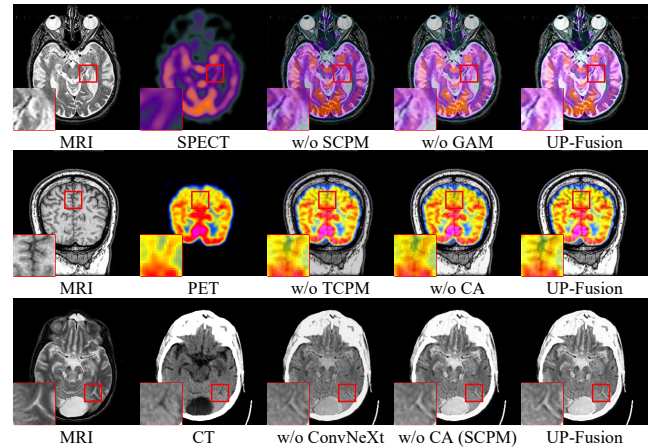 MRI SPECT w/o SCPM w/o GAM UP-Fusion
MRI PET w/o TCPM w/o CA UP-Fusion
MRI CT w/o ConvNeXt w/o CA (SCPM) UP-Fusion